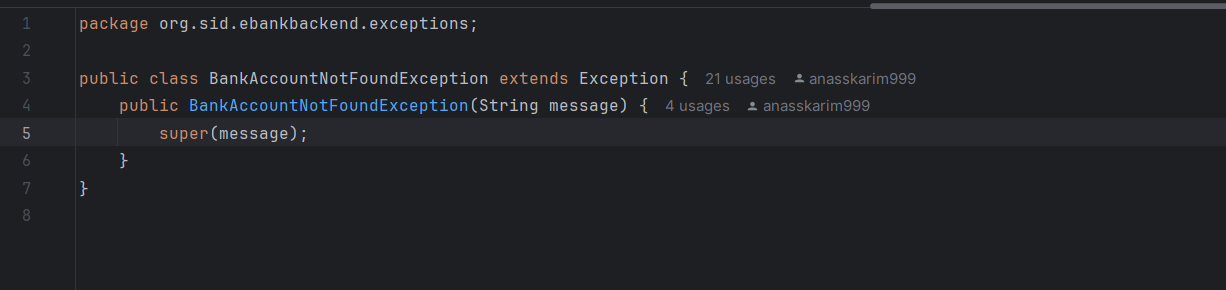 1 package org.sid.ebankbackend.exceptions;
2
3 public class BankAccountNotFoundException extends Exception { 21 usages anasskarim999
4 public BankAccountNotFoundException(String message) { 4 usages anasskarim999
5 super(message);
6 }
7 }
8